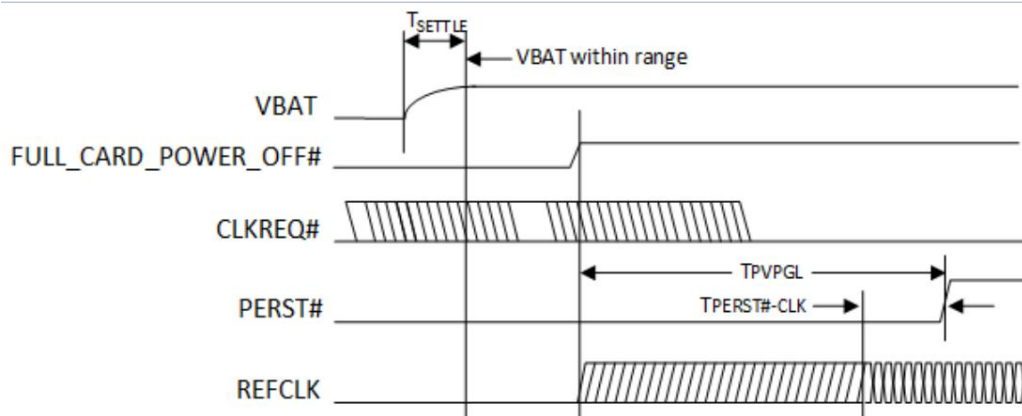 TSETTLE
VBAT within range
VBAT
FULL_CARD_POWER_OFF#
CLKREQ#
TPVPGL
PERST#
TPERST#-CLK
REFCLK